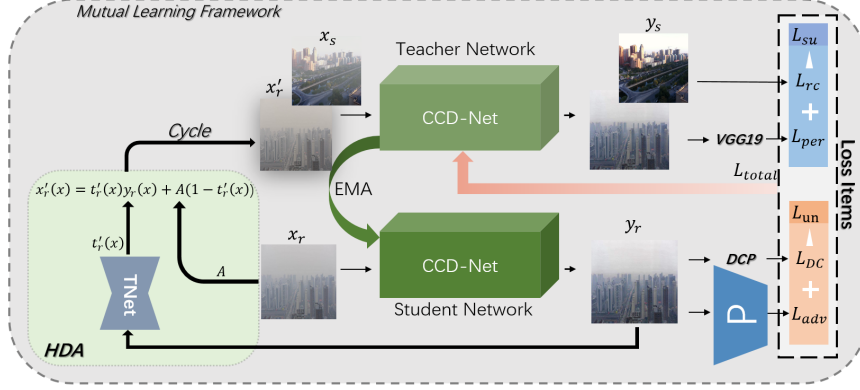 Mutual Learning Framework
x_s
y_s
Teacher Network
L_su
x'_r
L_rc
Cycle
CCD-Net
VGG19
L_per
x'_r(x) = t'_r(x)y_r(x) + A(1 − t'_r(x))
EMA
L_total
Loss Items
t'_r(x)
x_r
y_r
L_un
A
CCD-Net
DCP
L_DC
TNet
Student Network
P
L_adv
HDA